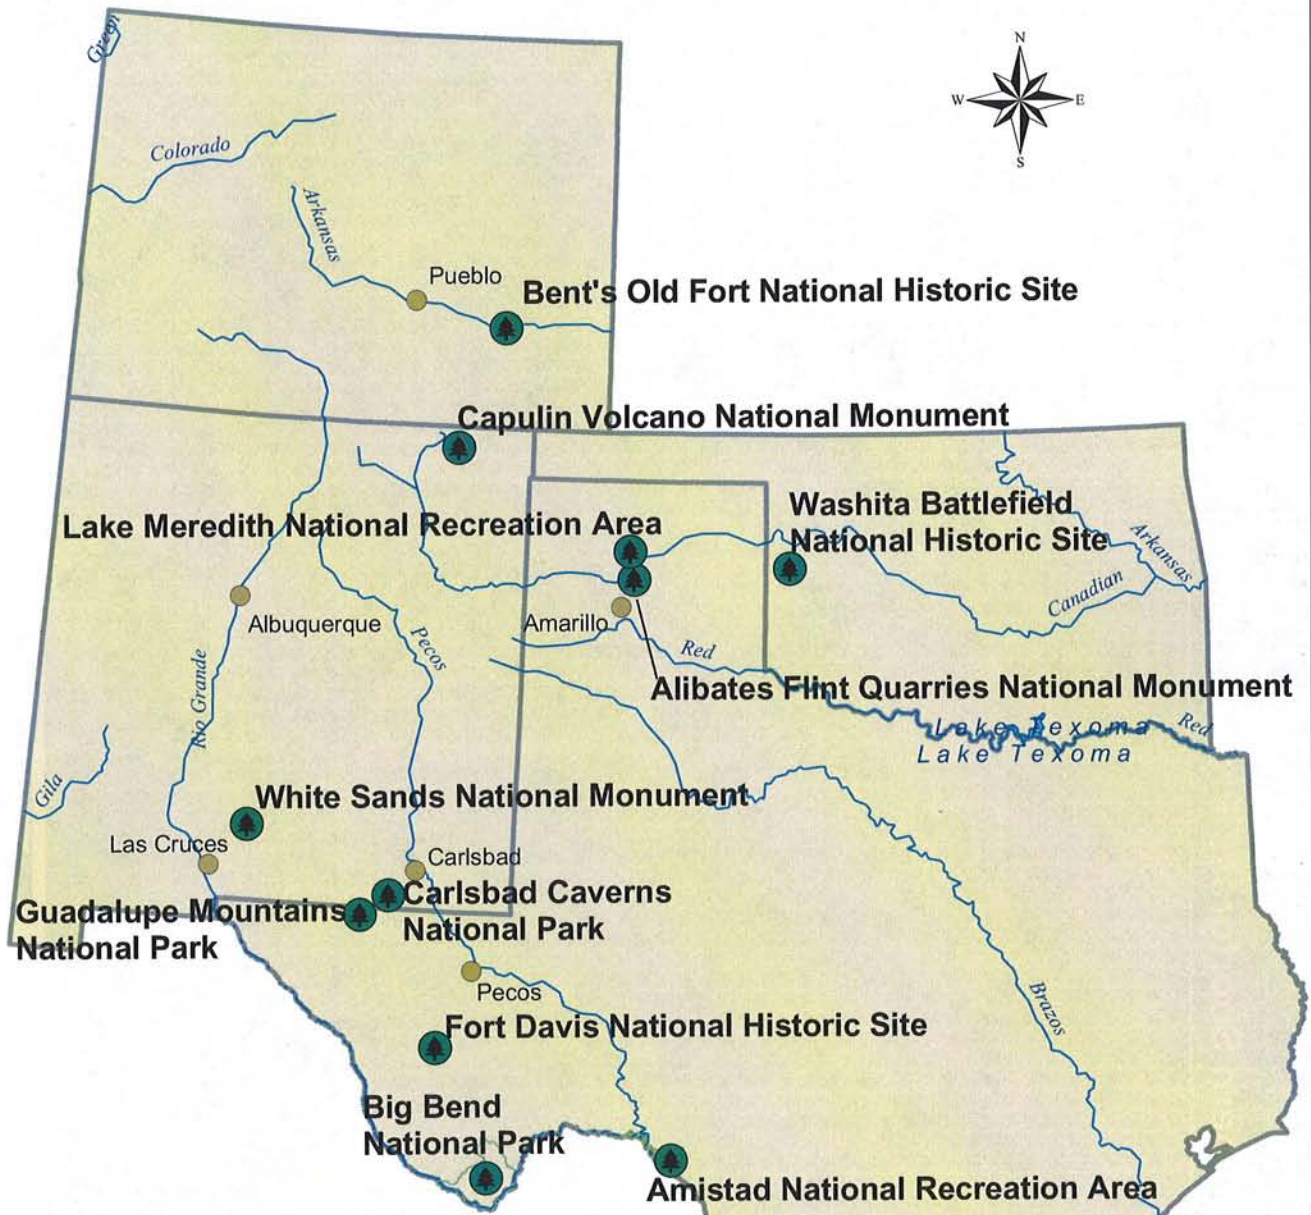 N
W E
S
Green
Colorado
Arkansas
Pueblo
Bent's Old Fort National Historic Site
Capulin Volcano National Monument
Washita Battlefield
National Historic Site
Lake Meredith National Recreation Area
Arkansas
Canadian
Albuquerque
Amarillo
Pecos
Red
Rio Grande
Alibates Flint Quarries National Monument
Lake Texoma
Red
Lake Texoma
Gila
White Sands National Monument
Las Cruces
Carlsbad
Carlsbad Caverns
National Park
Guadalupe Mountains
National Park
Pecos
Brazos
Fort Davis National Historic Site
Big Bend
National Park
Amistad National Recreation Area